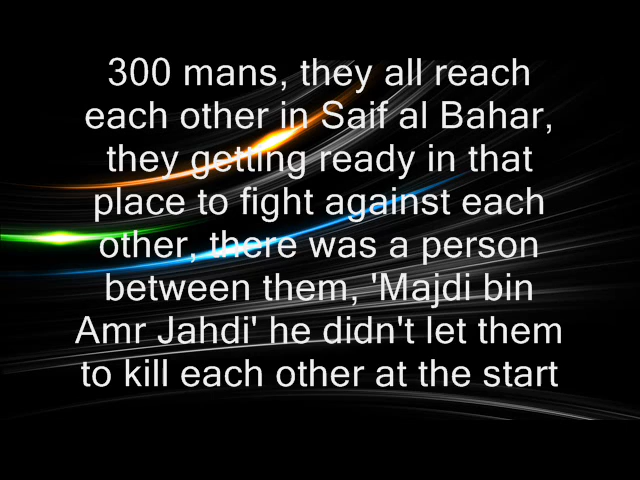 300 mans, they all reach
each other in Saif al Bahar,
they getting ready in that
place to fight against each
other, there was a person
between them, 'Majdi bin
Amr Jahdi' he didn't let them
to kill each other at the start